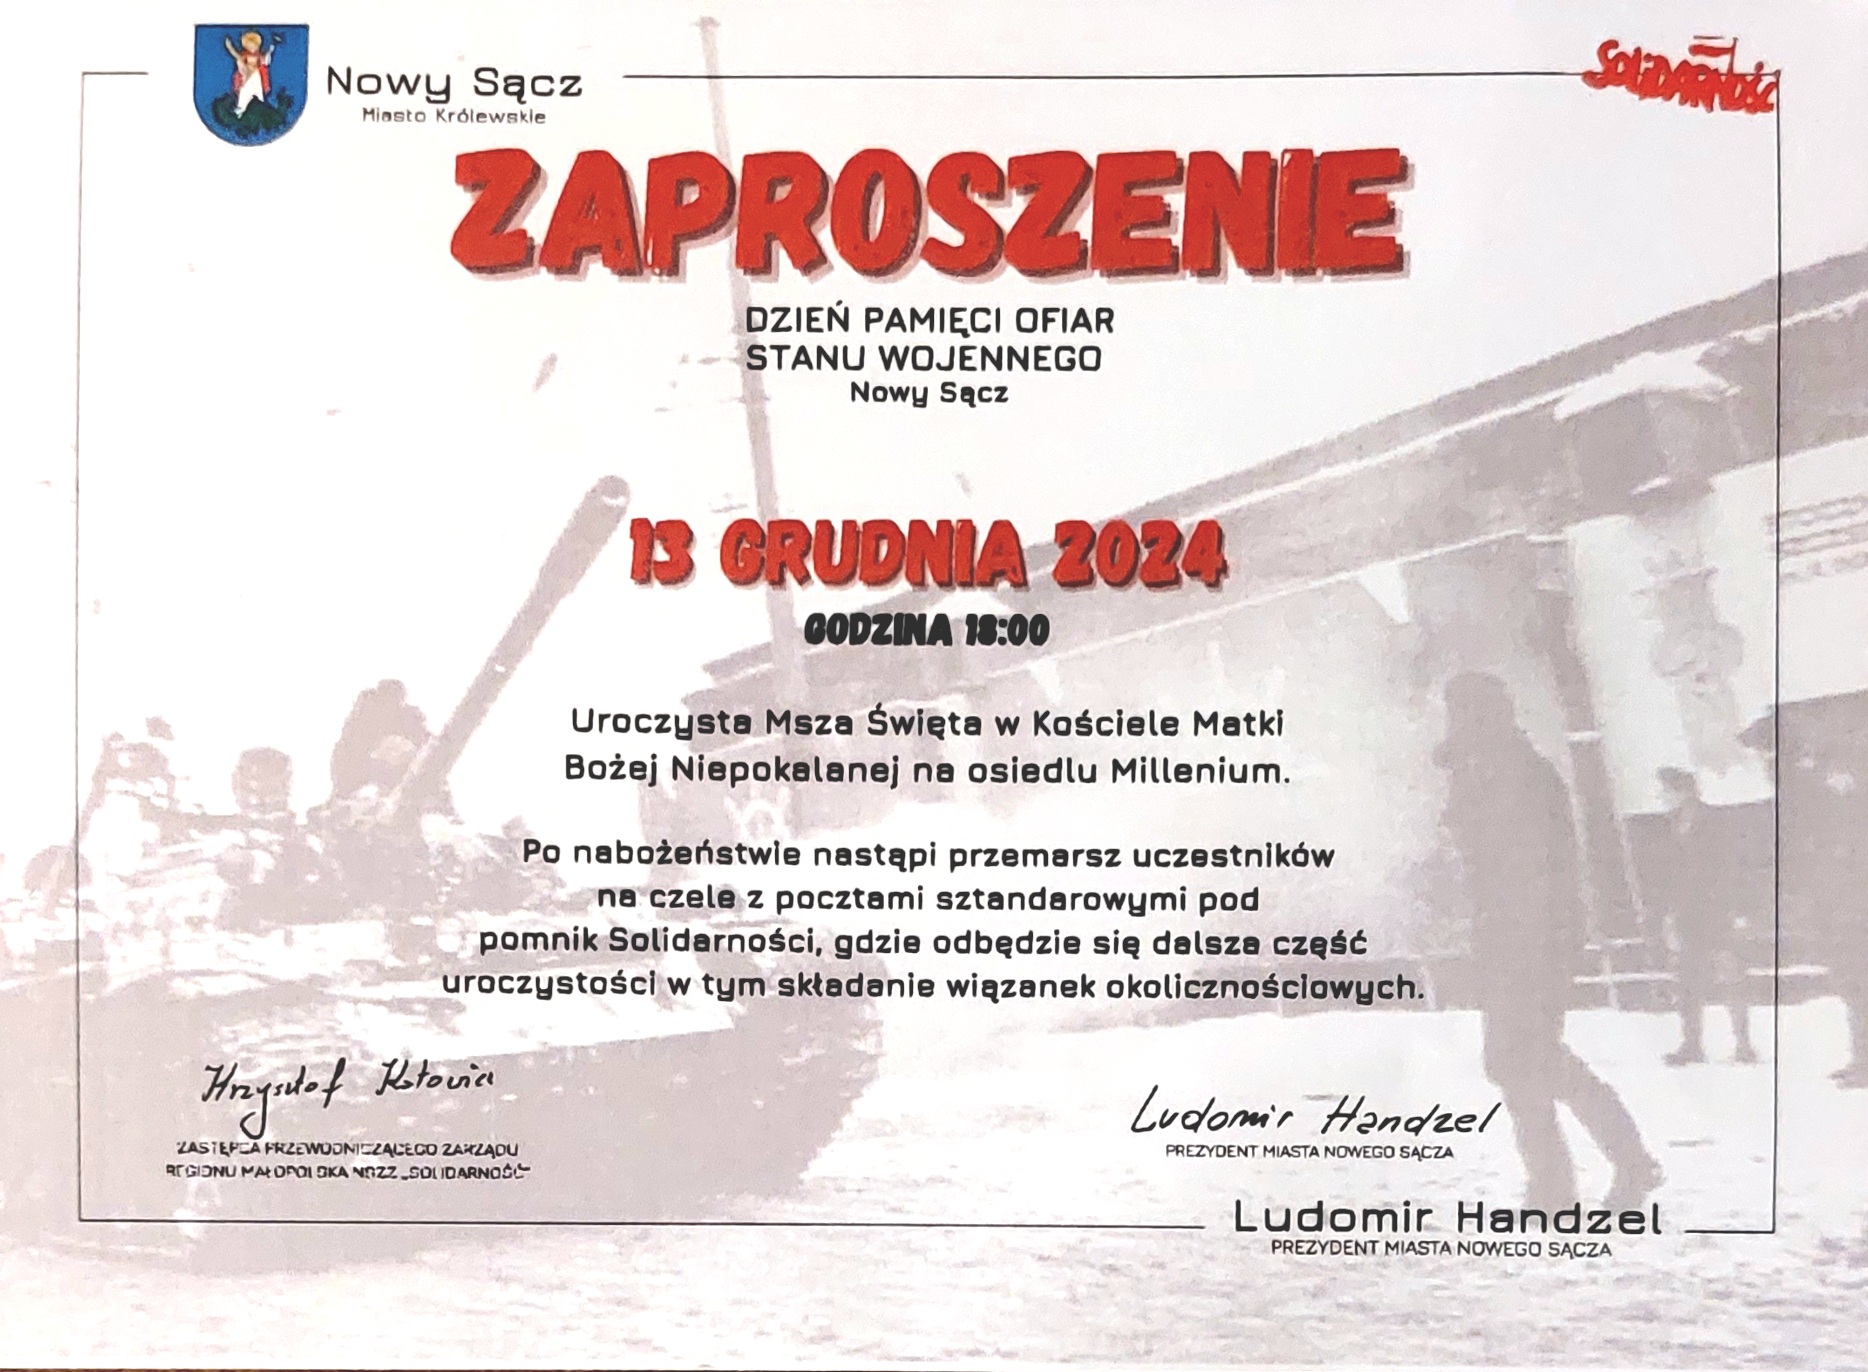 Nowy Sącz
Miasto Królewskie
SOLIDARNOŚĆ
ZAPROSZENIE
DZIEŃ PAMIĘCI OFIAR
STANU WOJENNEGO
Nowy Sącz
13 GRUDNIA 2024
GODZINA 18:00
Uroczysta Msza Święta w Kościele Matki
Bożej Niepokalanej na osiedlu Millenium.
Po nabożeństwie nastąpi przemarsz uczestników
na czele z pocztami sztandarowymi pod
pomnik Solidarności, gdzie odbędzie się dalsza część
uroczystości w tym składanie wiązanek okolicznościowych.
Krzysztof
ZASTĘPCA PRZEWODNICZĄCEGO ZARZĄDU
REGIONU MAŁOPOLSKA NSZZ „SOLIDARNOŚĆ"
Ludomir Handzel
PREZYDENT MIASTA NOWEGO SĄCZA
Ludomir Handzel
PREZYDENT MIASTA NOWEGO SĄCZA